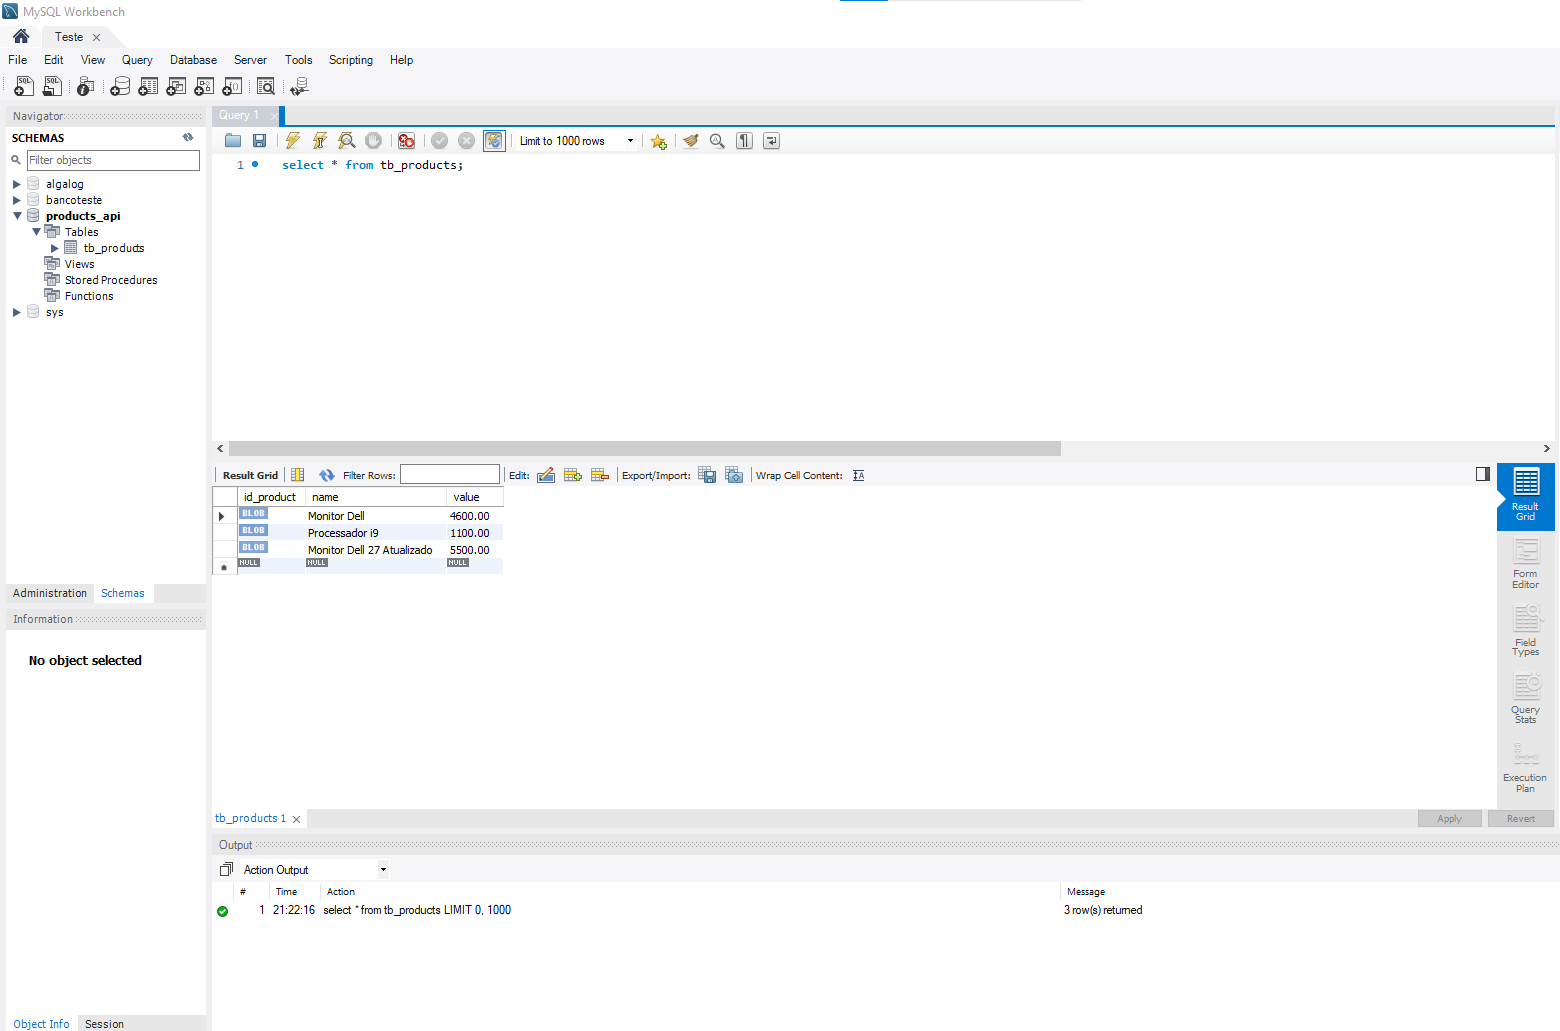 MySQL Workbench
Teste
File Edit View Query Database Server Tools Scripting Help
Navigator
SCHEMAS
Filter objects
algalog
bancoteste
products_api
Tables
tb_products
Views
Stored Procedures
Functions
sys
Administration Schemas
Information
No object selected
Object Info Session
Query 1
Limit to 1000 rows
1 select * from tb_products;
Result Grid Filter Rows: Edit: Export/Import: Wrap Cell Content:
id_product name value
BLOB Monitor Dell 4600.00
BLOB Processador i9 1100.00
BLOB Monitor Dell 27 Atualizado 5500.00
NULL NULL NULL
Result
Grid
Form
Editor
Field
Types
Query
Stats
Execution
Plan
tb_products 1
Apply Revert
Output
Action Output
# Time Action Message
1 21:22:16 select * from tb_products LIMIT 0, 1000 3 row(s) returned